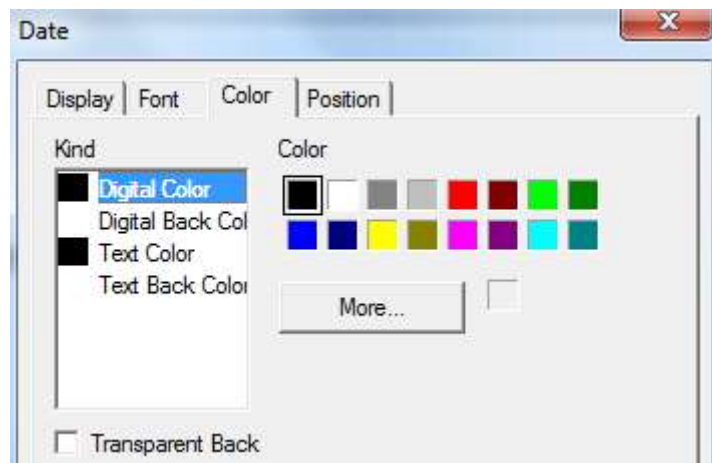 Date
Display Font Color Position
Kind Color
Digital Color
Digital Back Col
Text Color
Text Back Color
More...
Transparent Back